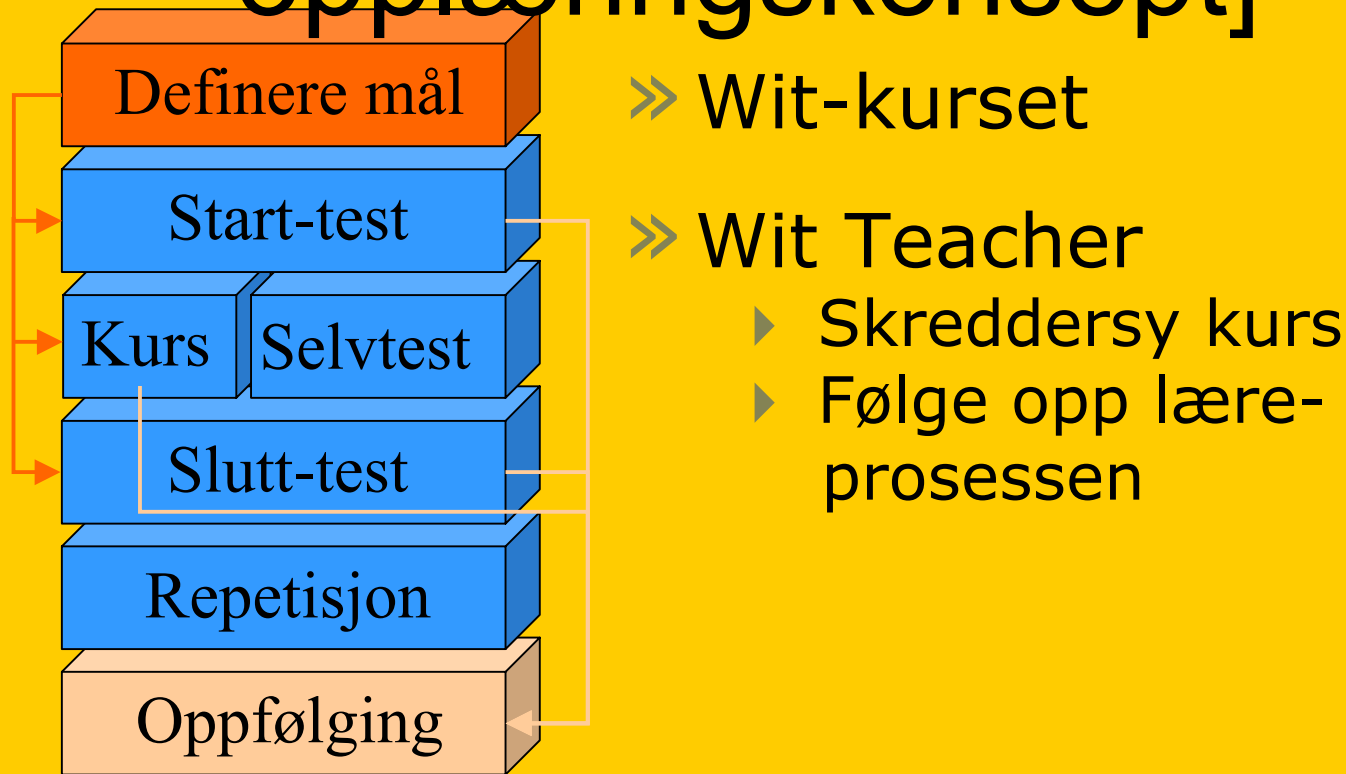 opplæringskonsept]
Definere mål
Start-test
Kurs
Selvtest
Slutt-test
Repetisjon
Oppfølging
» Wit-kurset
» Wit Teacher
Skreddersy kurs
Følge opp lære-
prosessen